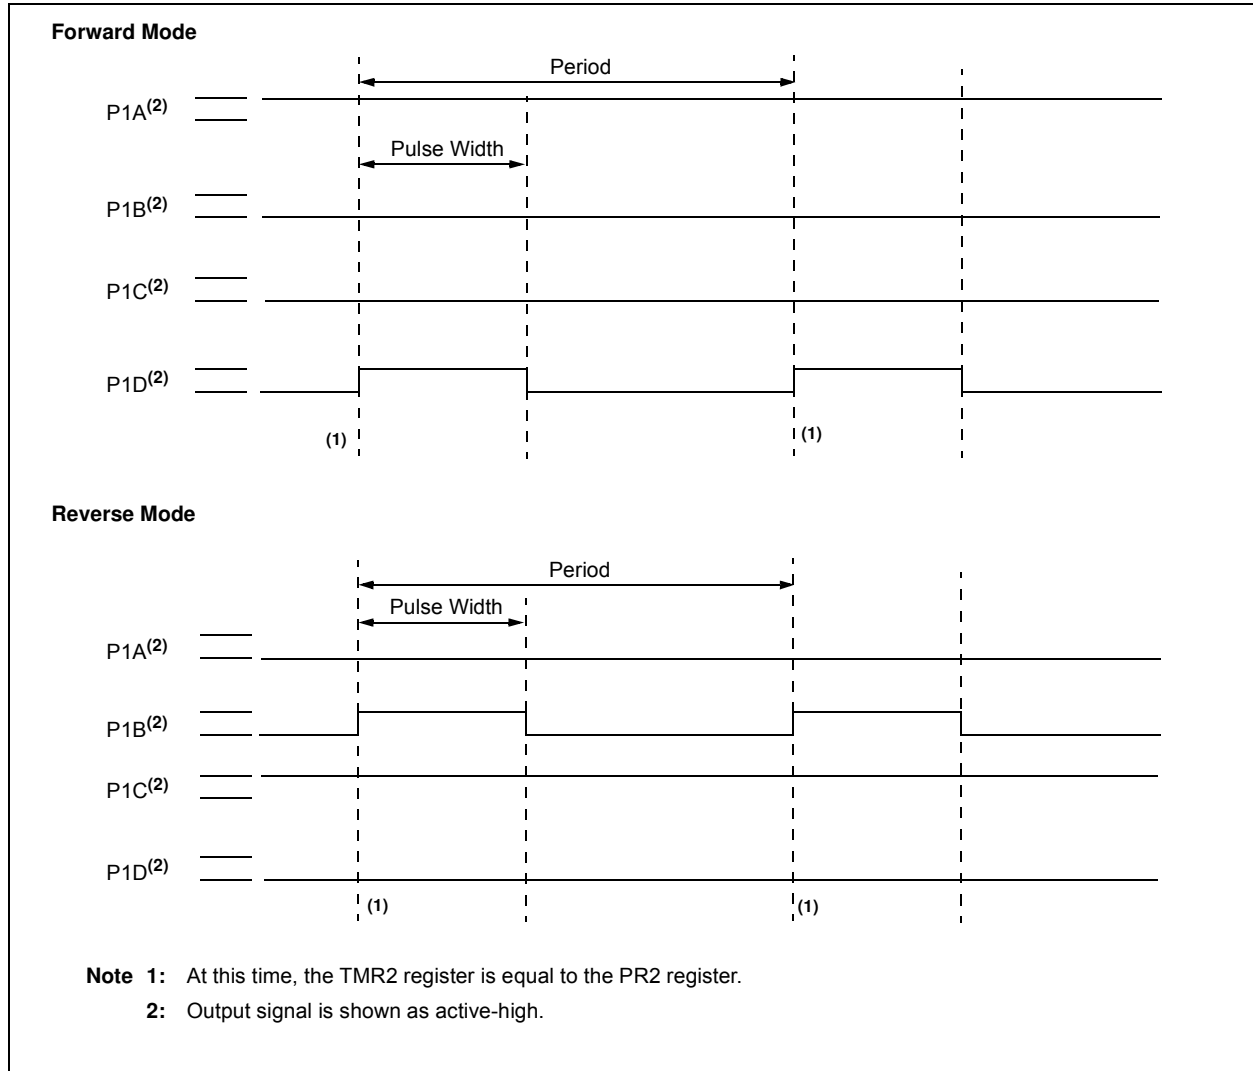 Forward Mode
Period
P1A(2)
Pulse Width
P1B(2)
P1C(2)
P1D(2)
(1)
(1)
Reverse Mode
Period
Pulse Width
P1A(2)
P1B(2)
P1C(2)
P1D(2)
(1)
(1)
Note 1: At this time, the TMR2 register is equal to the PR2 register.
2: Output signal is shown as active-high.